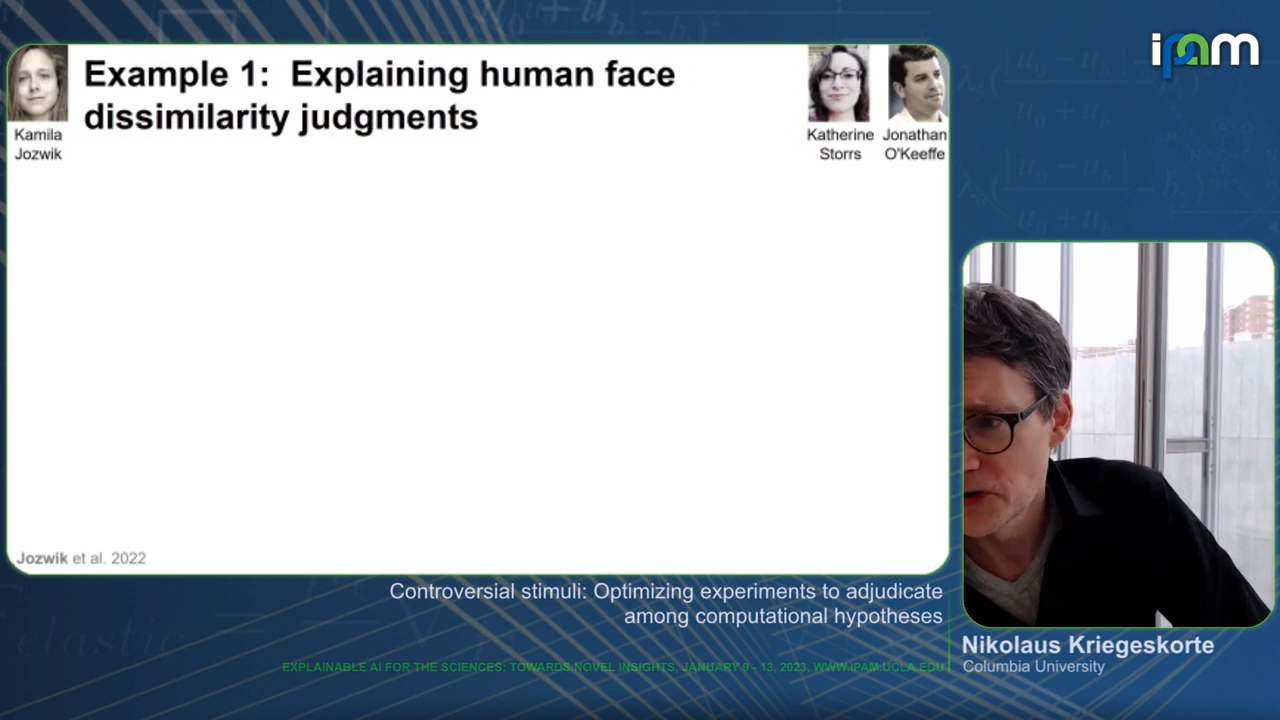 ipam
Example 1: Explaining human face
dissimilarity judgments
Kamila
Jozwik
Katherine
Storrs
Jonathan
O'Keeffe
Jozwik et al. 2022
Controversial stimuli: Optimizing experiments to adjudicate
among computational hypotheses
Nikolaus Kriegeskorte
Columbia University
EXPLAINABLE AI FOR THE SCIENCES: TOWARDS NOVEL INSIGHTS, JANUARY 9 - 13, 2023, WWW.IPAM.UCLA.EDU
elastic